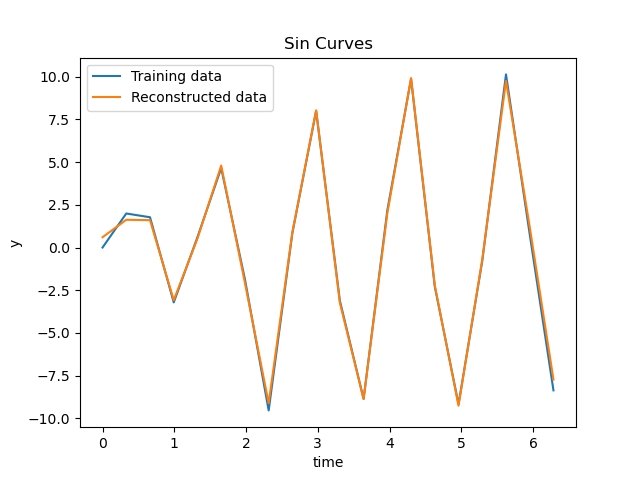 Sin Curves
Training data
Reconstructed data
10.0
7.5
5.0
2.5
0.0
−2.5
−5.0
−7.5
−10.0
y
0 1 2 3 4 5 6
time